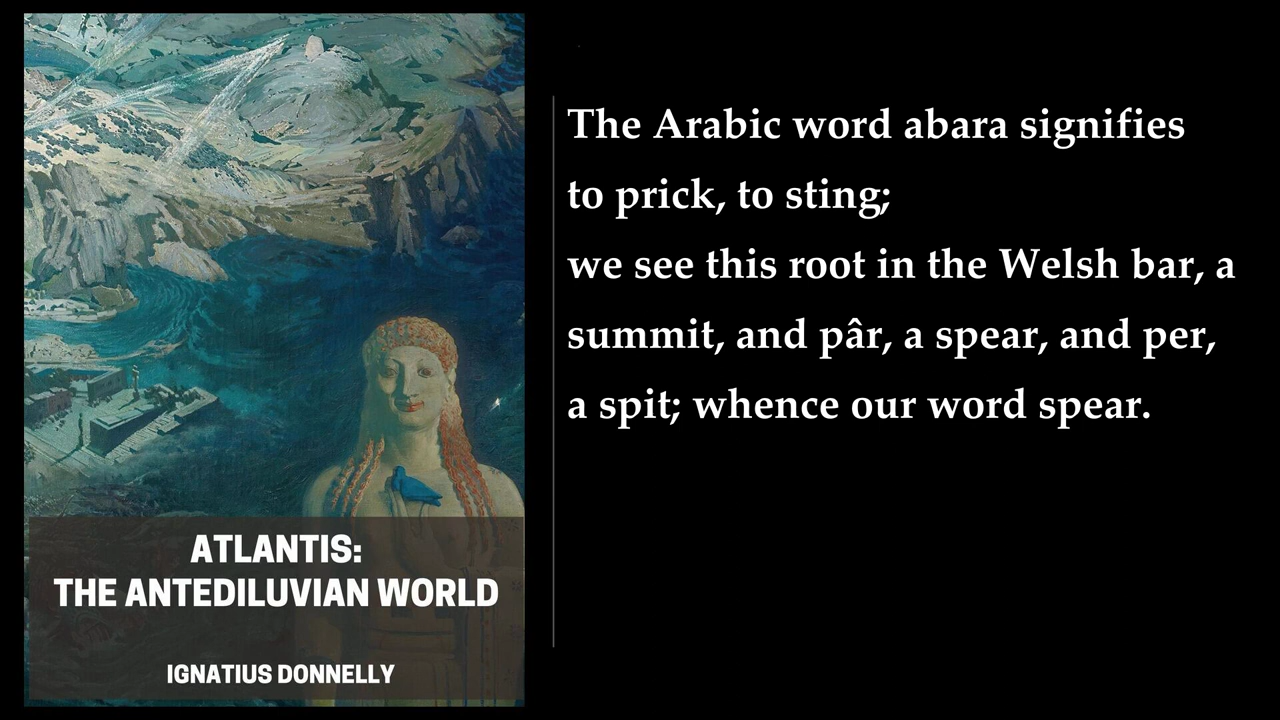 ATLANTIS:
THE ANTEDILUVIAN WORLD
IGNATIUS DONNELLY
The Arabic word abara signifies
to prick, to sting;
we see this root in the Welsh bar, a
summit, and pâr, a spear, and per,
a spit; whence our word spear.